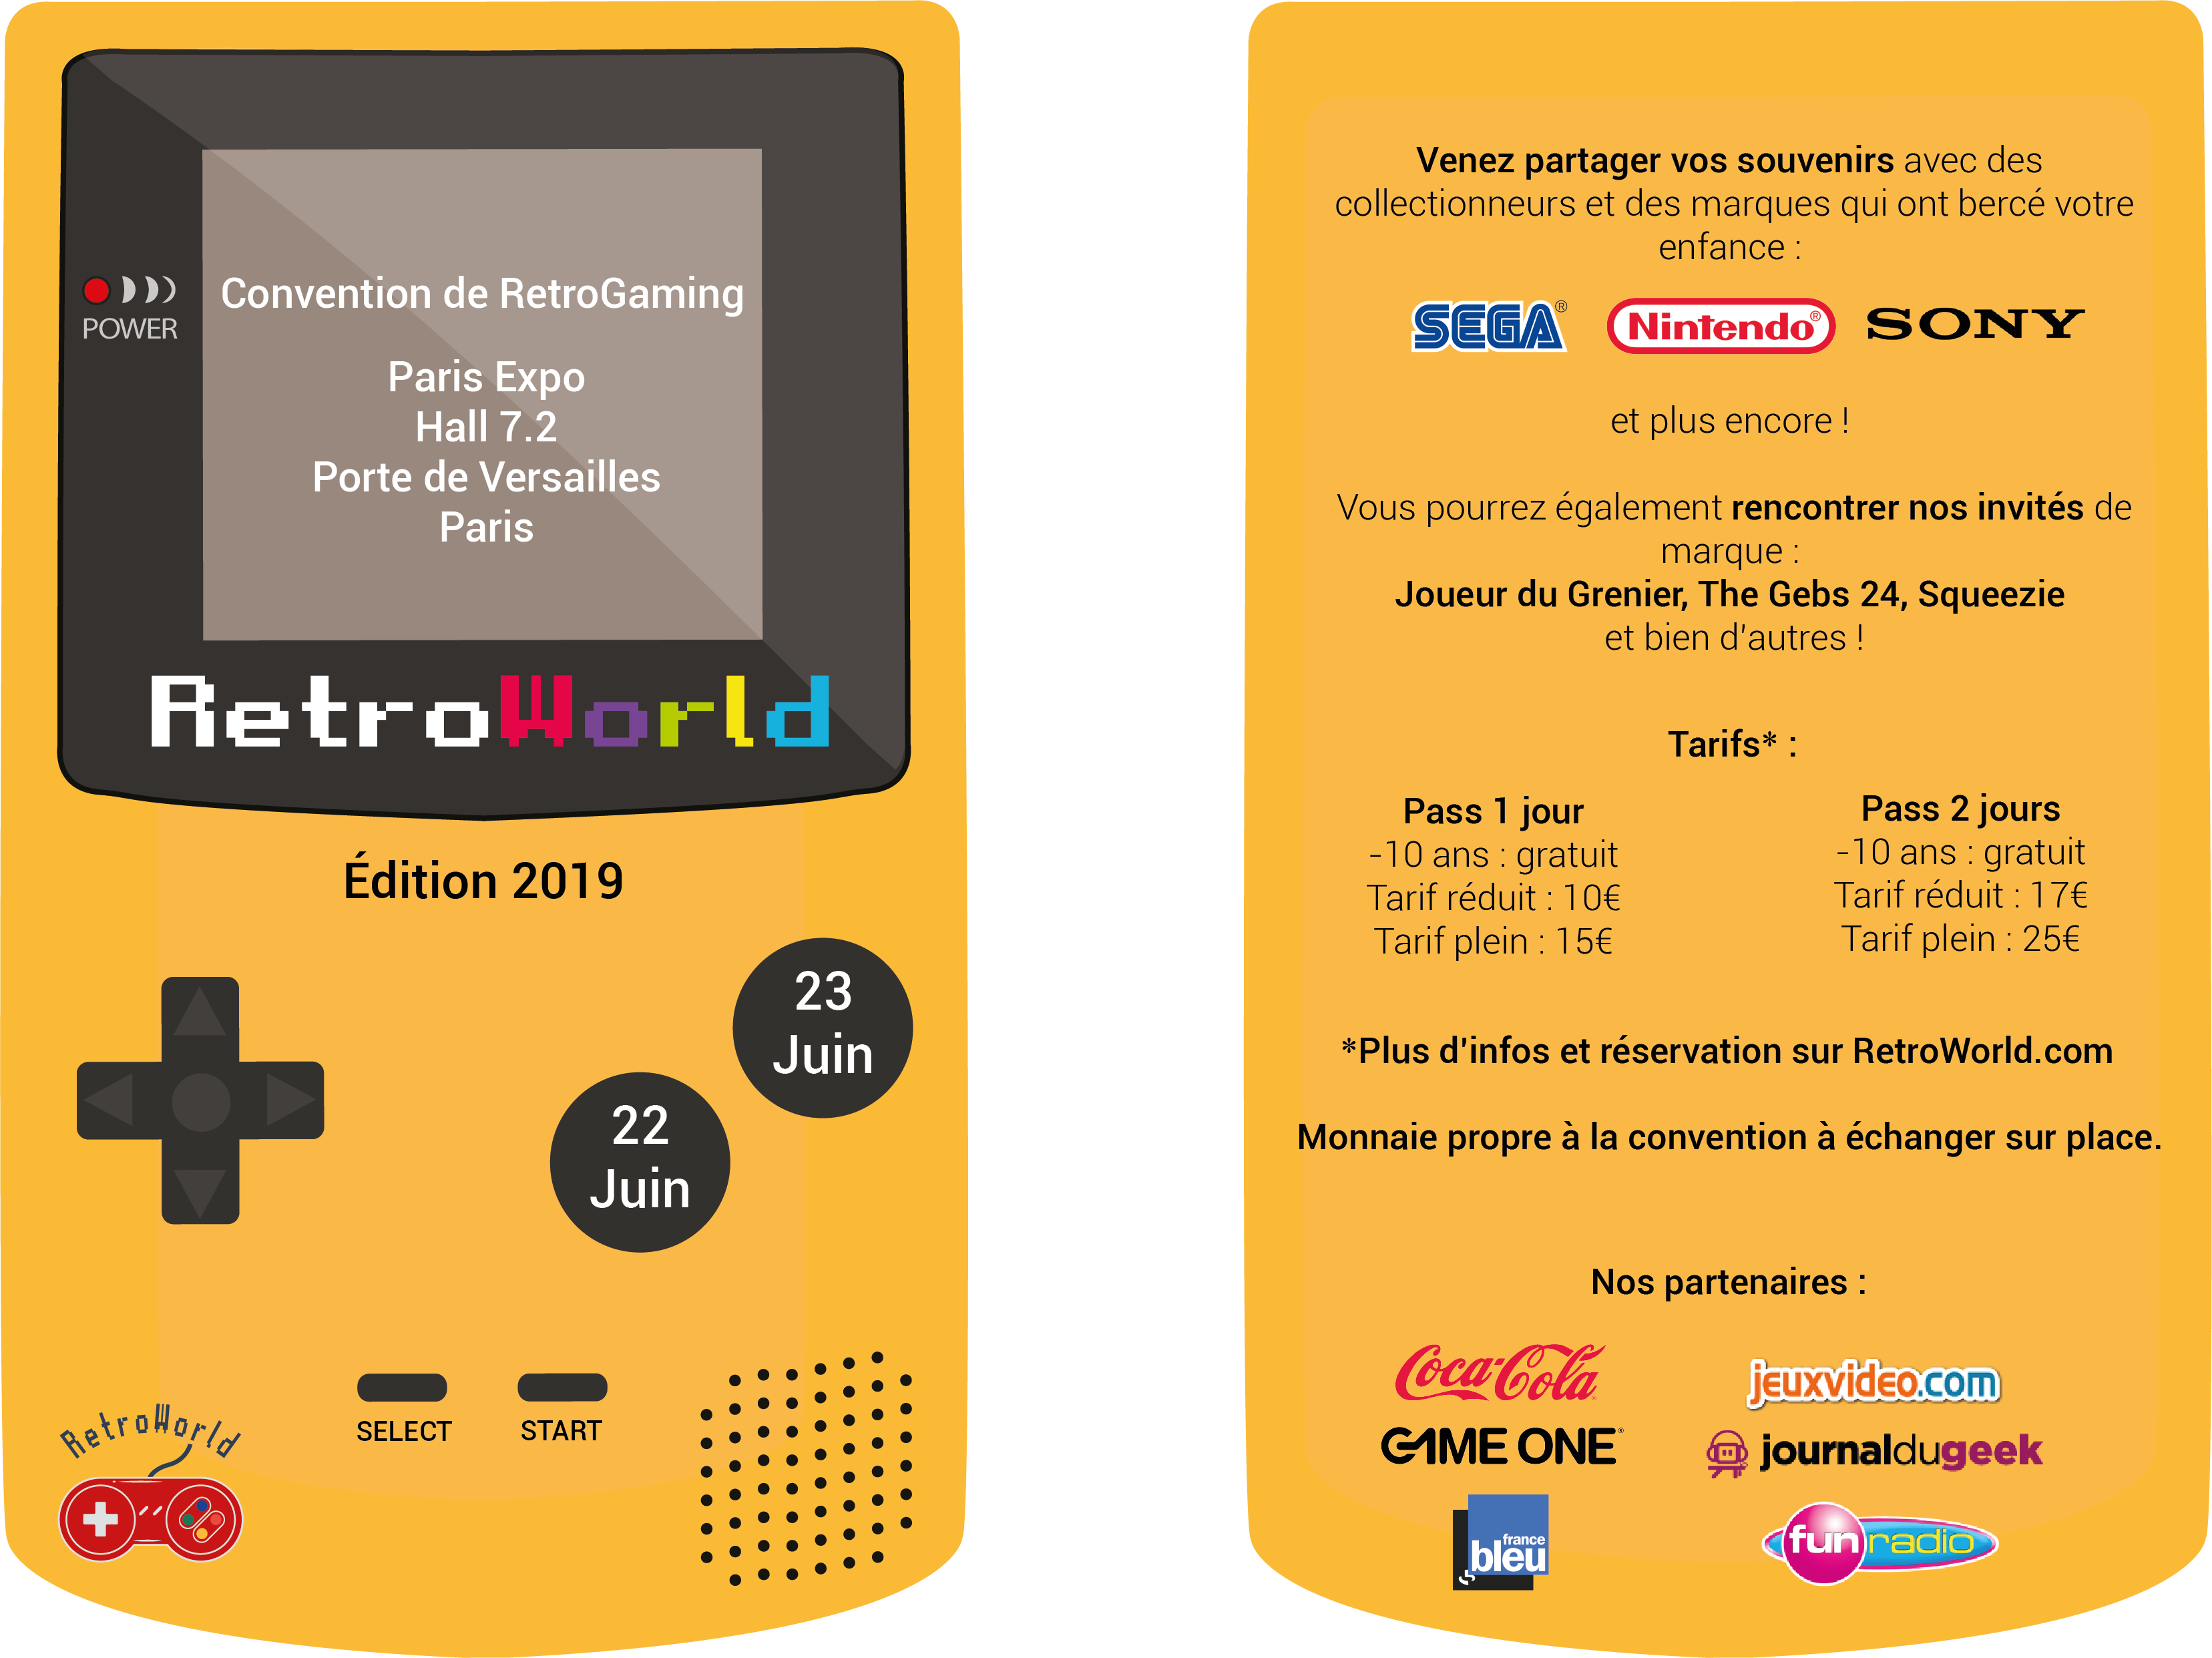 POWER
Convention de RetroGaming
Paris Expo
Hall 7.2
Porte de Versailles
Paris
RetroWorld
Édition 2019
23
Juin
22
Juin
SELECT
START
RetroWorld
Venez partager vos souvenirs avec des
collectionneurs et des marques qui ont bercé votre
enfance :
SEGA®
Nintendo®
SONY
et plus encore !
Vous pourrez également rencontrer nos invités de
marque :
Joueur du Grenier, The Gebs 24, Squeezie
et bien d'autres !
Tarifs* :
Pass 1 jour
-10 ans : gratuit
Tarif réduit : 10€
Tarif plein : 15€
Pass 2 jours
-10 ans : gratuit
Tarif réduit : 17€
Tarif plein : 25€
*Plus d'infos et réservation sur RetroWorld.com
Monnaie propre à la convention à échanger sur place.
Nos partenaires :
Coca-Cola
jeuxvideo.com
GAME ONE®
journaldugeek
france
bleu
fun radio